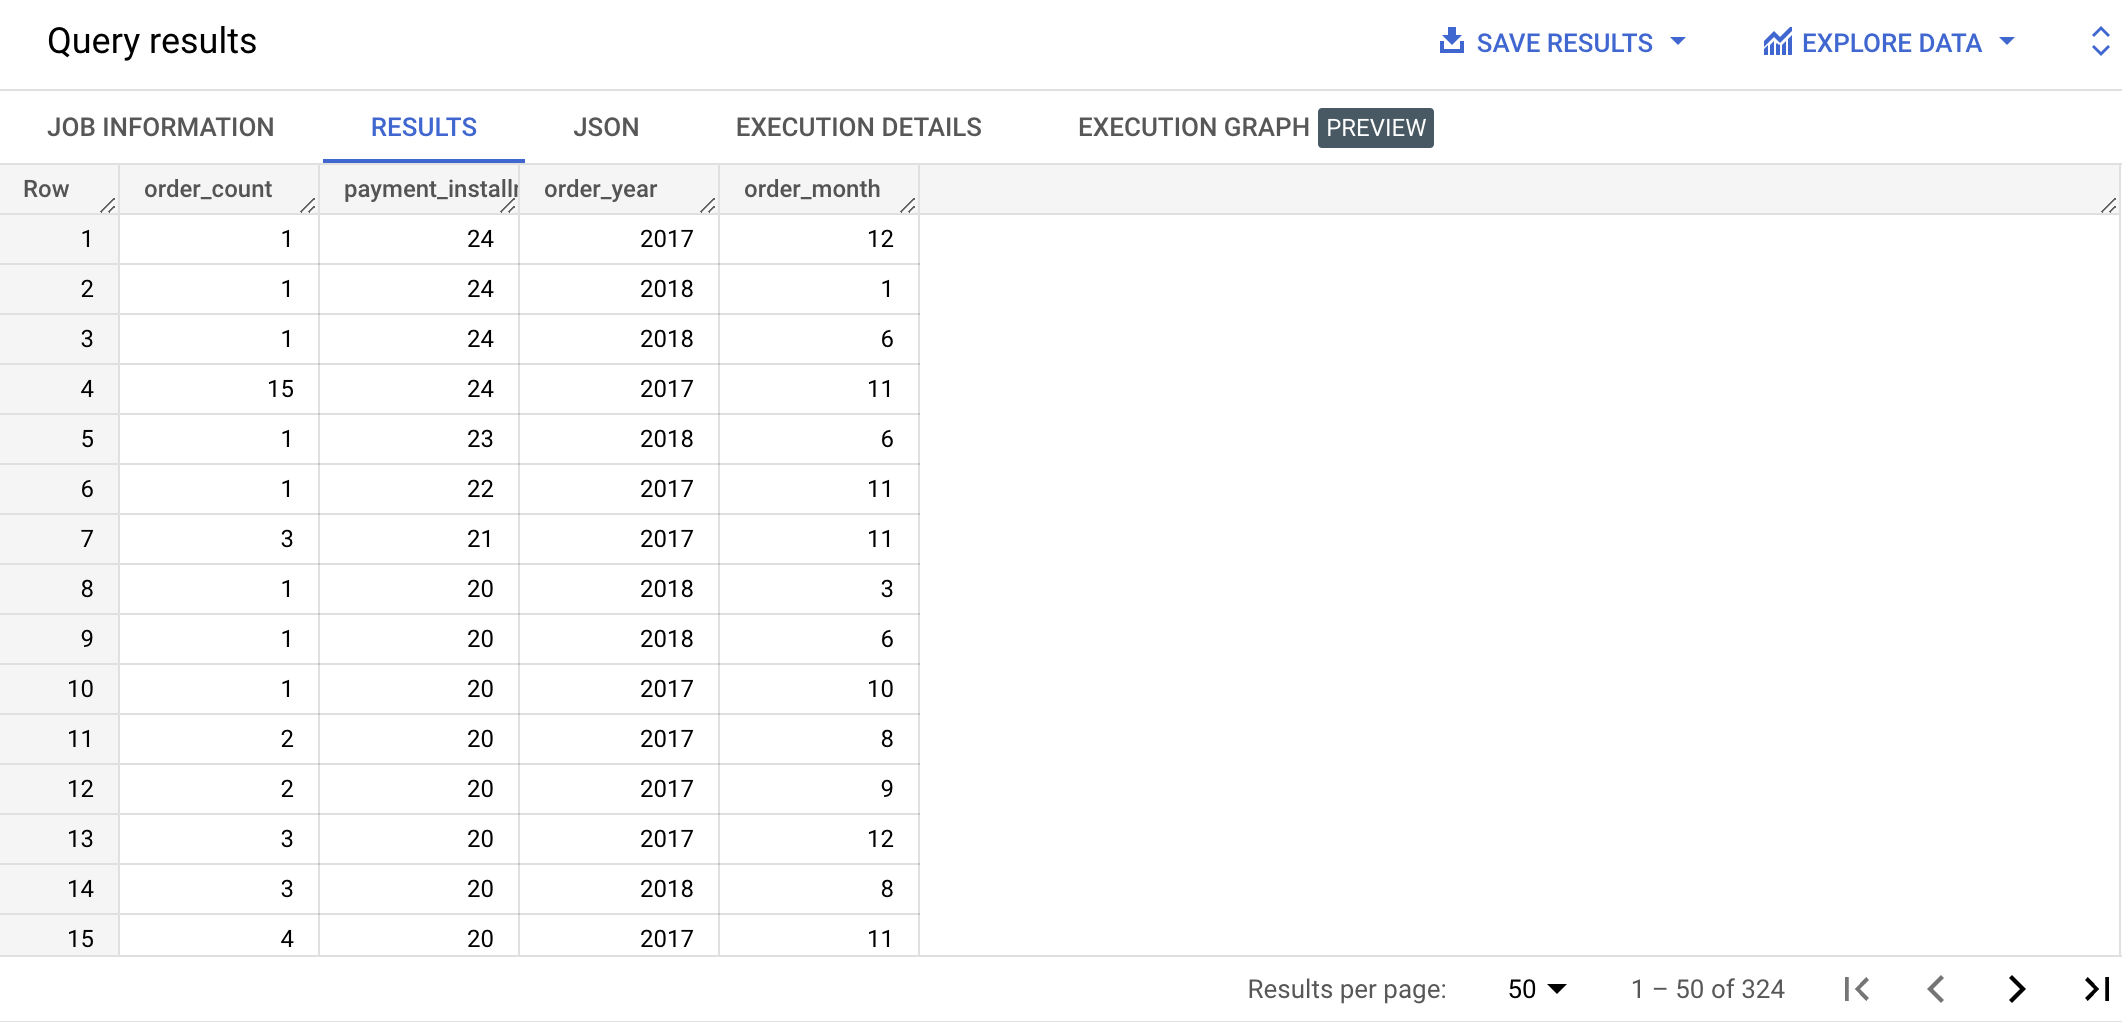 Query results SAVE RESULTS EXPLORE DATA
JOB INFORMATION RESULTS JSON EXECUTION DETAILS EXECUTION GRAPH PREVIEW
Row order_count payment_installr order_year order_month
1 1 24 2017 12
2 1 24 2018 1
3 1 24 2018 6
4 15 24 2017 11
5 1 23 2018 6
6 1 22 2017 11
7 3 21 2017 11
8 1 20 2018 3
9 1 20 2018 6
10 1 20 2017 10
11 2 20 2017 8
12 2 20 2017 9
13 3 20 2017 12
14 3 20 2018 8
15 4 20 2017 11
Results per page: 50 1 – 50 of 324